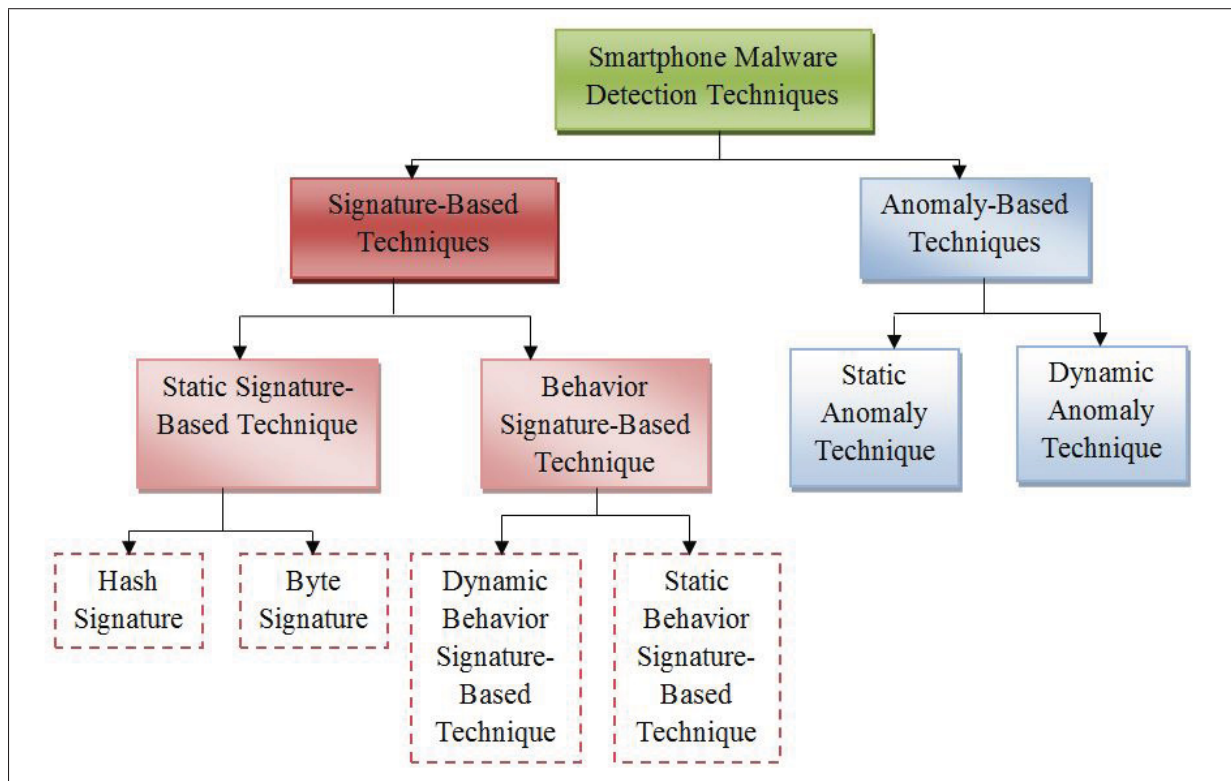 Smartphone Malware
Detection Techniques
Signature-Based
Techniques
Anomaly-Based
Techniques
Static Signature-
Based Technique
Behavior
Signature-Based
Technique
Static
Anomaly
Technique
Dynamic
Anomaly
Technique
Hash
Signature
Byte
Signature
Dynamic
Behavior
Signature-
Based
Technique
Static
Behavior
Signature-
Based
Technique